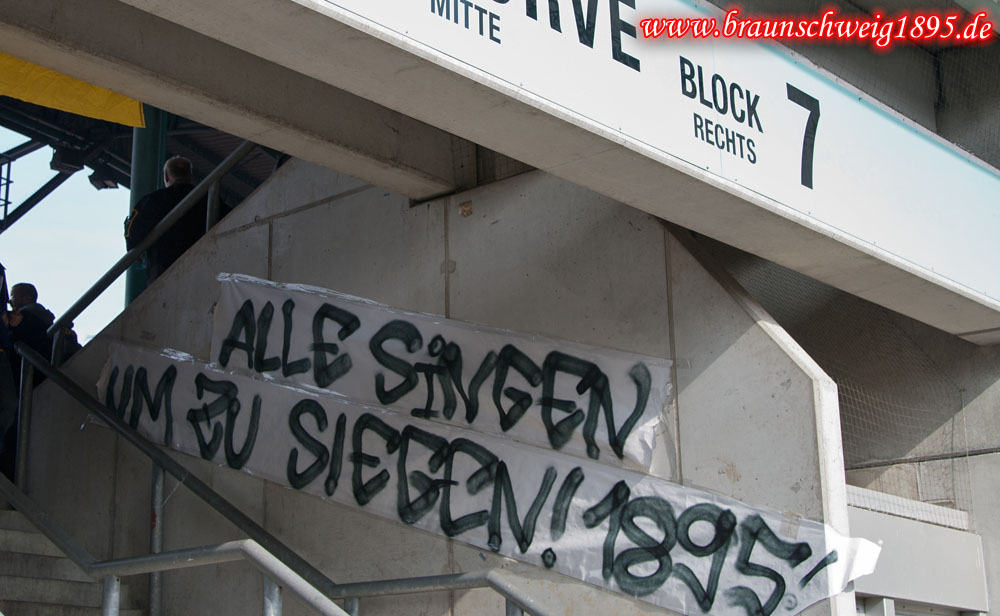 www.braunschweig1895.de
MITTE
BLOCK 7
RECHTS
ALLE SINGEN
UM ZU SIEGEN! 1895!